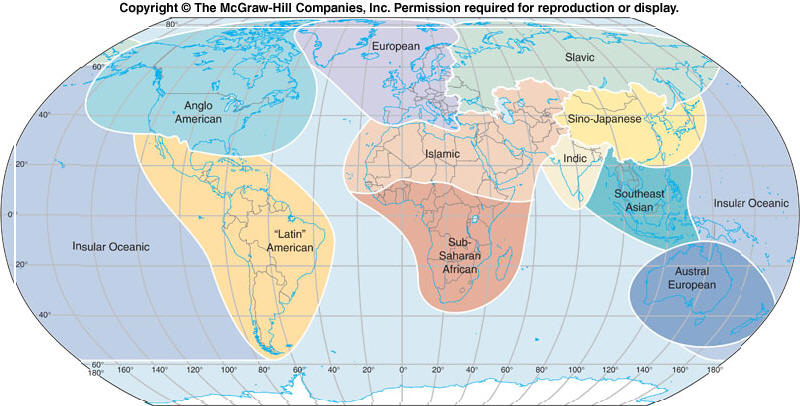 Copyright © The McGraw-Hill Companies, Inc. Permission required for reproduction or display.
80°
European
60°
Slavic
Anglo
American
40°
Sino-Japanese
Islamic
Indic
20°
Southeast
Asian
Insular Oceanic
0°
"Latin"
American
Insular Oceanic
Sub-
Saharan
African
Austral
European
20°
40°
60°
180° 160° 140° 120° 100° 80° 60° 40° 20° 0° 20° 40° 60° 80° 100° 120° 140° 160° 180°